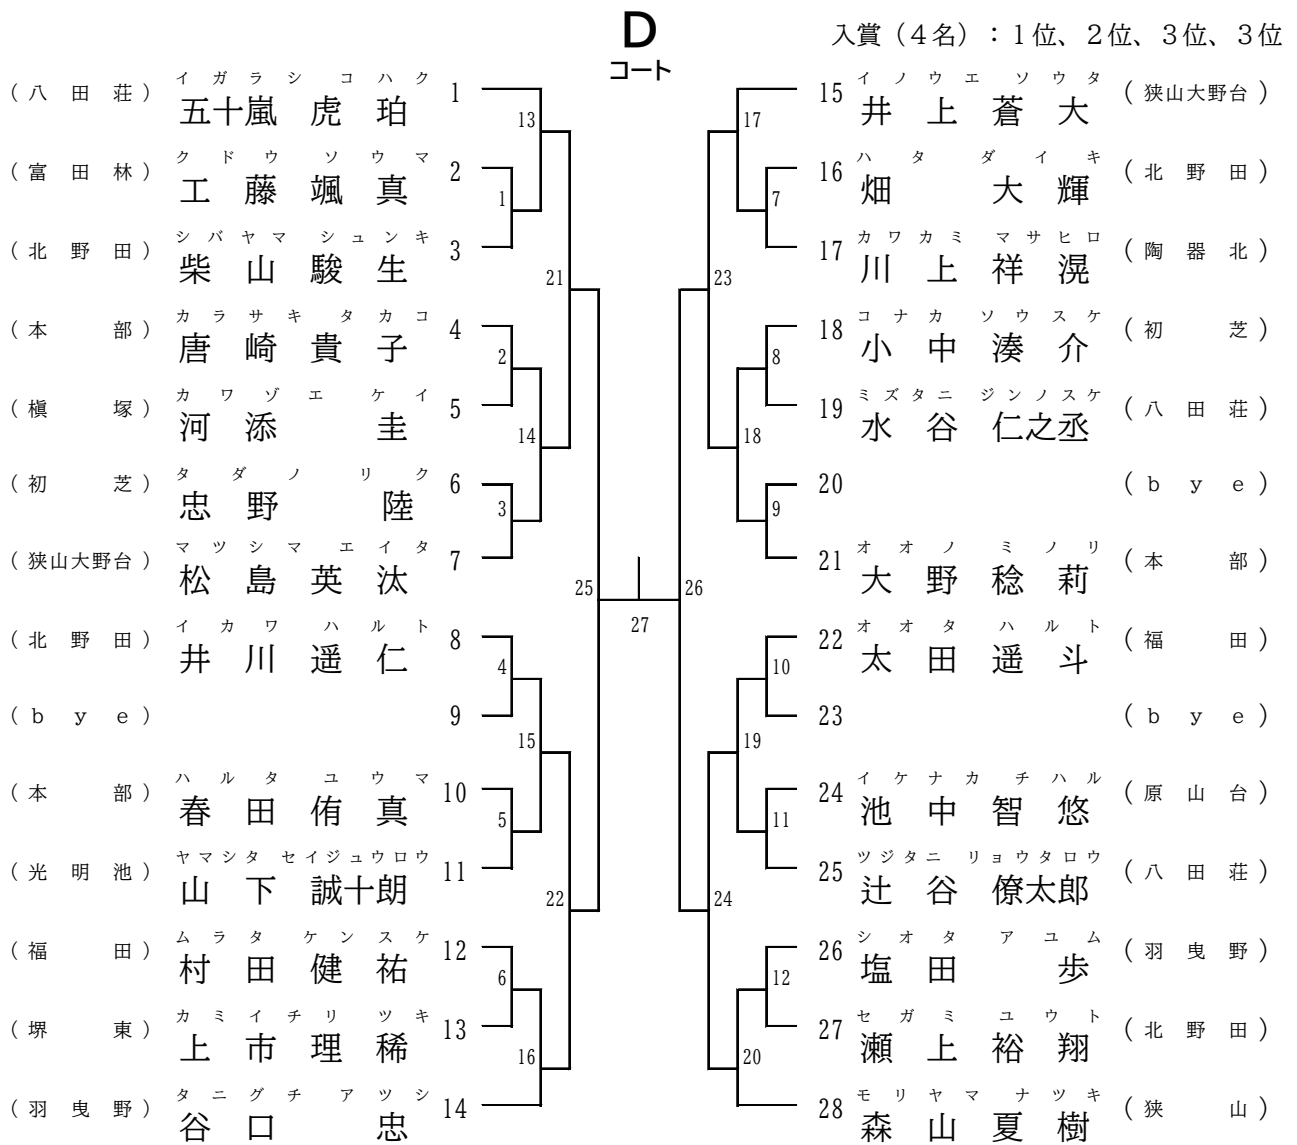 D
コート
入賞（４名）：１位、２位、３位、３位
（八田荘） イガラシ コハク 五十嵐 虎珀 1
（富田林） クドウ ソウマ 工藤颯真 2
（北野田） シバヤマ シュンキ 柴山駿生 3
（本部） カラサキ タカコ 唐崎貴子 4
（槇塚） カワゾエ ケイ 河添 圭 5
（初芝） タダノ リク 忠野 陸 6
（狭山大野台） マツシマ エイタ 松島英汰 7
（北野田） イカワ ハルト 井川遥仁 8
（ｂｙｅ） 9
（本部） ハルタ ユウマ 春田侑真 10
（光明池） ヤマシタ セイジュウロウ 山下 誠十朗 11
（福田） ムラタ ケンスケ 村田健祐 12
（堺東） カミイチリ ツキ 上市理稀 13
（羽曳野） タニグチ アツシ 谷口 忠 14
13
1
21
2
14
3
25
4
15
5
22
6
16
27
17
7
23
8
18
9
26
10
19
11
24
12
20
15 イノウエ ソウタ 井上蒼大 （狭山大野台）
16 ハタ ダイキ 畑 大輝 （北野田）
17 カワカミ マサヒロ 川上祥滉 （陶器北）
18 コナカ ソウスケ 小中湊介 （初芝）
19 ミズタニ ジンノスケ 水谷 仁之丞 （八田荘）
20 （ｂｙｅ）
21 オオノ ミノリ 大野稔莉 （本部）
22 オオタ ハルト 太田遥斗 （福田）
23 （ｂｙｅ）
24 イケナカ チハル 池中智悠 （原山台）
25 ツジタニ リョウタロウ 辻谷 僚太郎 （八田荘）
26 シオタ アユム 塩田 歩 （羽曳野）
27 セガミ ユウト 瀬上裕翔 （北野田）
28 モリヤマ ナツキ 森山夏樹 （狭山）